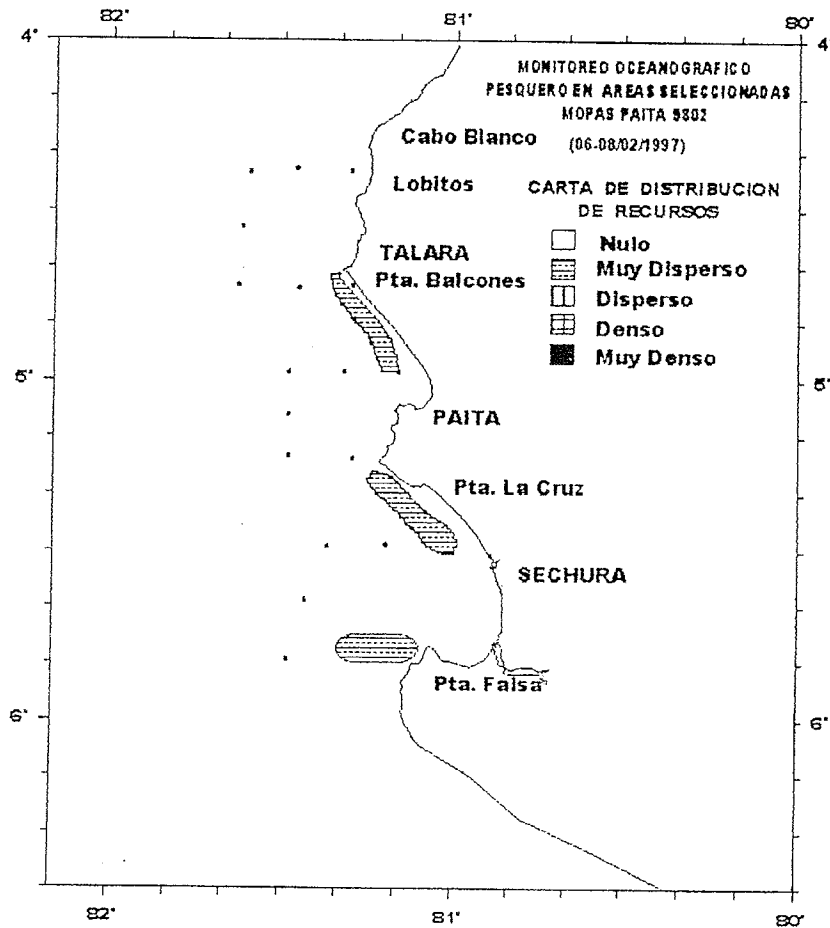 82° 81° 80°
4° 4°
MONITOREO OCEANOGRAFICO
PESQUERO EN AREAS SELECCIONADAS
MOPAS PAITA 9802
(06-08/02/1997)
Cabo Blanco
Lobitos
CARTA DE DISTRIBUCION
DE RECURSOS
Nulo
Muy Disperso
Disperso
Denso
Muy Denso
TALARA
Pta. Balcones
5° 5°
PAITA
Pta. La Cruz
SECHURA
Pta. Falsa
6° 6°
82° 81° 80°